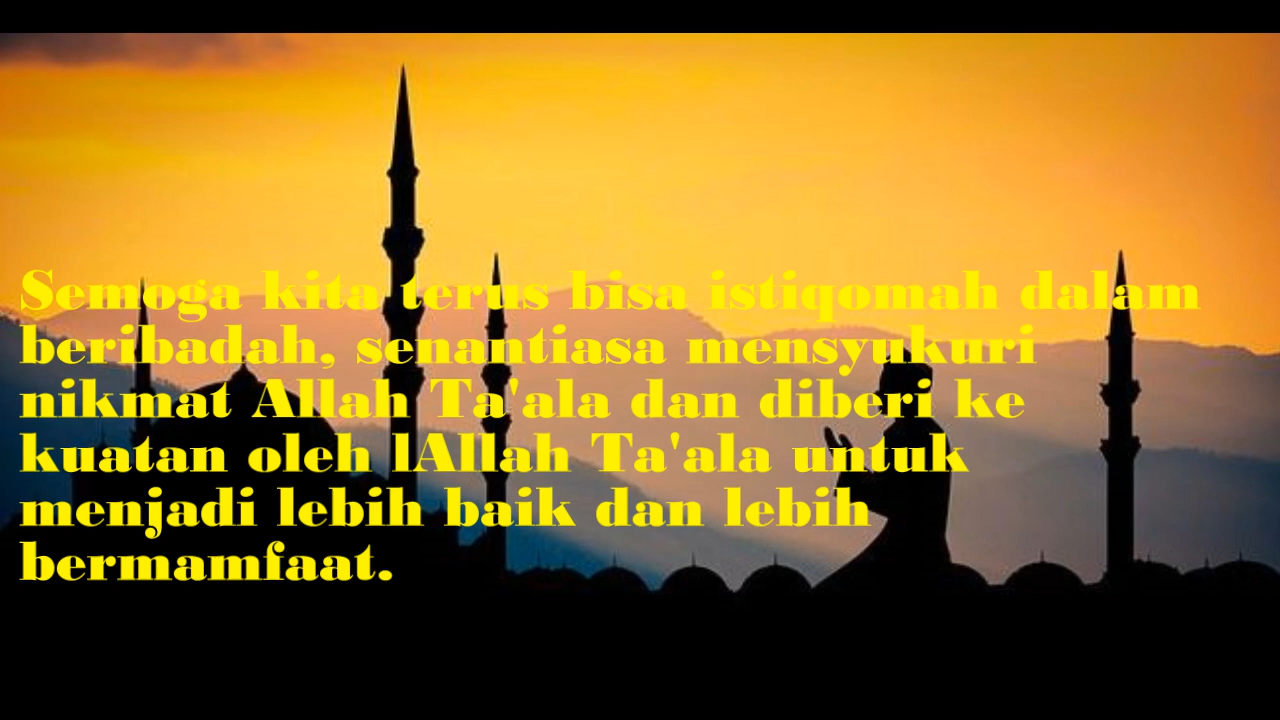 Semoga kita terus bisa istiqomah dalam
beribadah, senantiasa mensyukuri
nikmat Allah Ta'ala dan diberi ke
kuatan oleh lAllah Ta'ala untuk
menjadi lebih baik dan lebih
bermamfaat.